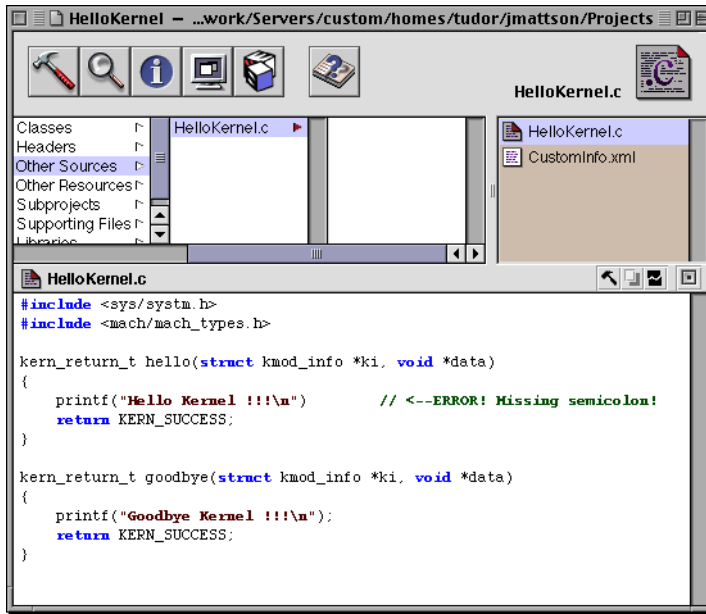 HelloKernel – ...work/Servers/custom/homes/tudor/jmattson/Projects
HelloKernel.c
.C
Classes
Headers
Other Sources
Other Resources
Subprojects
Supporting Files
Libraries
HelloKernel.c
HelloKernel.c
CustomInfo.xml
HelloKernel.c
#include <sys/systm.h>
#include <mach/mach_types.h>
kern_return_t hello(struct kmod_info *ki, void *data)
{
printf("Hello Kernel !!!\n") // <--ERROR! Missing semicolon!
return KERN_SUCCESS;
}
kern_return_t goodbye(struct kmod_info *ki, void *data)
{
printf("Goodbye Kernel !!!\n");
return KERN_SUCCESS;
}